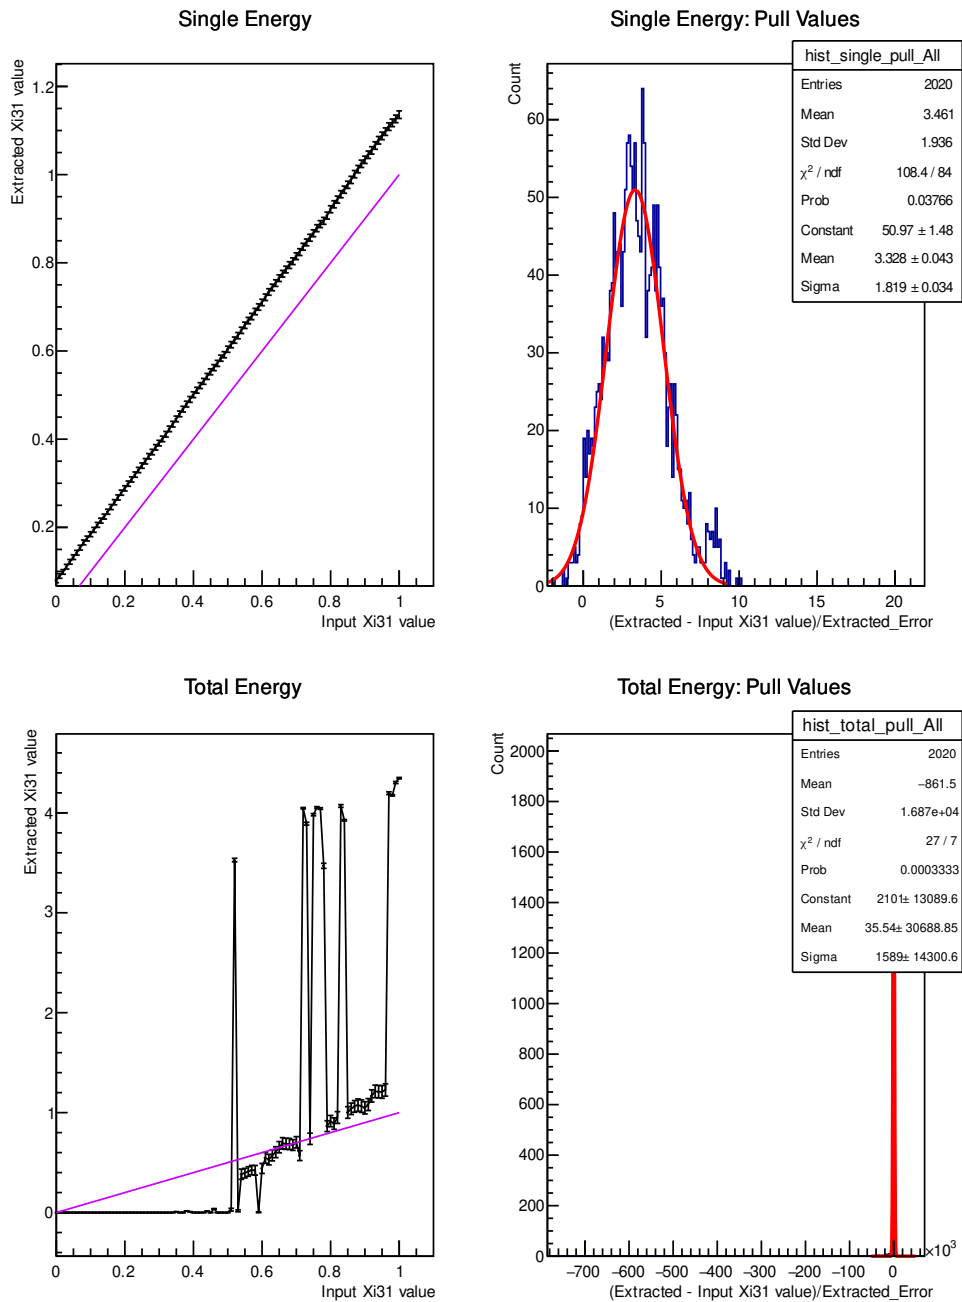 Single Energy
Extracted Xi31 value
1.2
1
0.8
0.6
0.4
0.2
0 0.2 0.4 0.6 0.8 1
Input Xi31 value
Single Energy: Pull Values
Count
60
50
40
30
20
10
0
0 5 10 15 20
(Extracted - Input Xi31 value)/Extracted_Error
hist_single_pull_All
Entries 2020
Mean 3.461
Std Dev 1.936
χ² / ndf 108.4 / 84
Prob 0.03766
Constant 50.97 ± 1.48
Mean 3.328 ± 0.043
Sigma 1.819 ± 0.034
Total Energy
Extracted Xi31 value
4
3
2
1
0
0 0.2 0.4 0.6 0.8 1
Input Xi31 value
Total Energy: Pull Values
Count
2000
1800
1600
1400
1200
1000
800
600
400
200
0
−700 −600 −500 −400 −300 −200 −100 0
×10³
(Extracted - Input Xi31 value)/Extracted_Error
hist_total_pull_All
Entries 2020
Mean −861.5
Std Dev 1.687e+04
χ² / ndf 27 / 7
Prob 0.0003333
Constant 2101± 13089.6
Mean 35.54± 30688.85
Sigma 1589± 14300.6